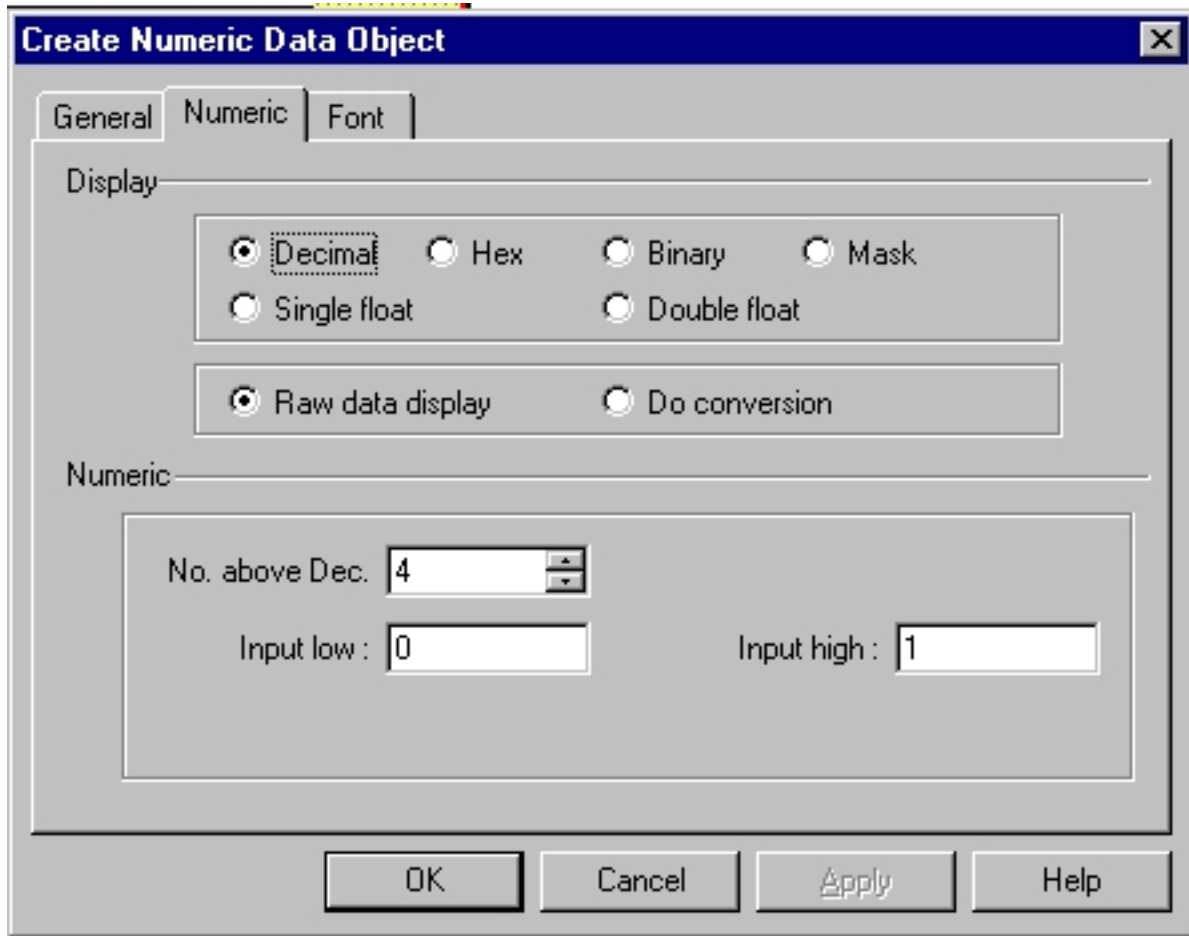 Create Numeric Data Object
General Numeric Font
Display
Decimal Hex Binary Mask
Single float Double float
Raw data display Do conversion
Numeric
No. above Dec. 4
Input low : 0 Input high : 1
OK Cancel Apply Help